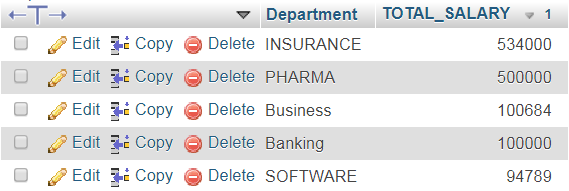 Department TOTAL_SALARY 1
Edit Copy Delete INSURANCE 534000
Edit Copy Delete PHARMA 500000
Edit Copy Delete Business 100684
Edit Copy Delete Banking 100000
Edit Copy Delete SOFTWARE 94789